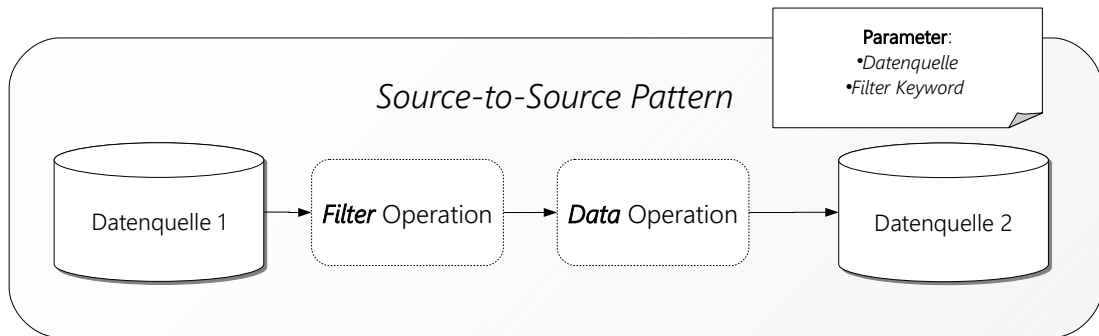 Parameter:
•Datenquelle
•Filter Keyword
Source-to-Source Pattern
Datenquelle 1
Filter Operation
Data Operation
Datenquelle 2